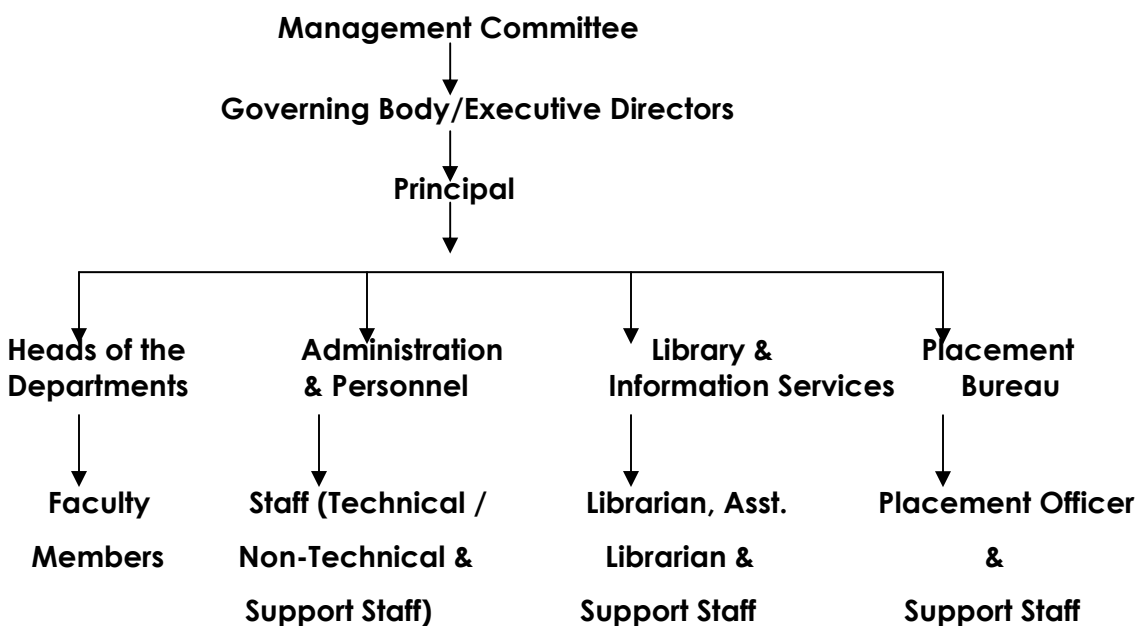 Management Committee
Governing Body/Executive Directors
Principal
Heads of the
Departments
Administration
& Personnel
Library &
Information Services
Placement
Bureau
Faculty
Members
Staff (Technical /
Non-Technical &
Support Staff)
Librarian, Asst.
Librarian &
Support Staff
Placement Officer
&
Support Staff